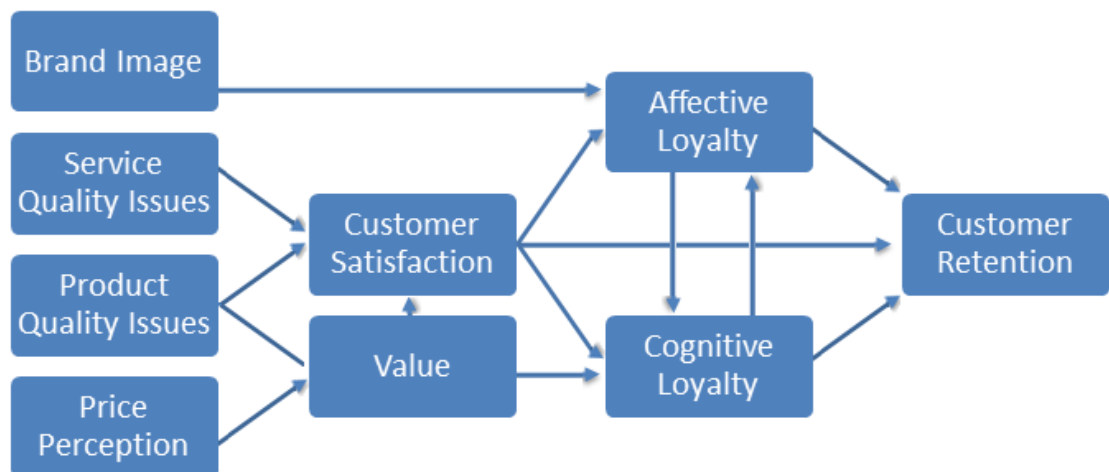 Brand Image
Service
Quality Issues
Product
Quality Issues
Price
Perception
Customer
Satisfaction
Value
Affective
Loyalty
Cognitive
Loyalty
Customer
Retention